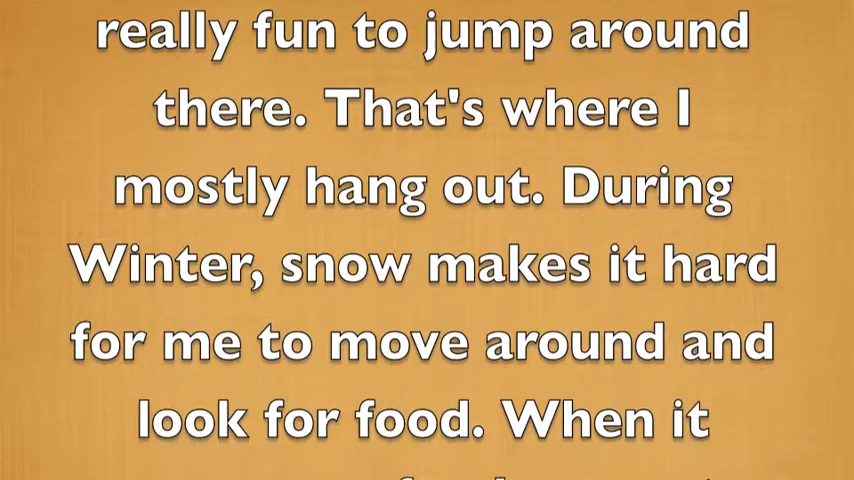 really fun to jump around
there. That's where I
mostly hang out. During
Winter, snow makes it hard
for me to move around and
look for food. When it